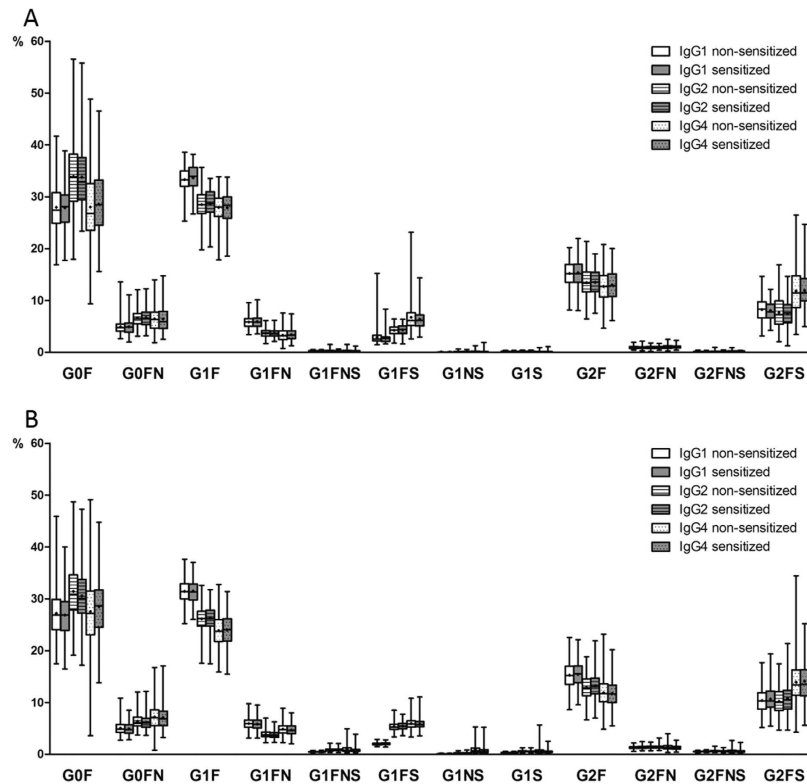 A
%
60
50
40
30
20
10
0
IgG1 non-sensitized
IgG1 sensitized
IgG2 non-sensitized
IgG2 sensitized
IgG4 non-sensitized
IgG4 sensitized
G0F G0FN G1F G1FN G1FNS G1FS G1NS G1S G2F G2FN G2FNS G2FS
B
%
60
50
40
30
20
10
0
IgG1 non-sensitized
IgG1 sensitized
IgG2 non-sensitized
IgG2 sensitized
IgG4 non-sensitized
IgG4 sensitized
G0F G0FN G1F G1FN G1FNS G1FS G1NS G1S G2F G2FN G2FNS G2FS